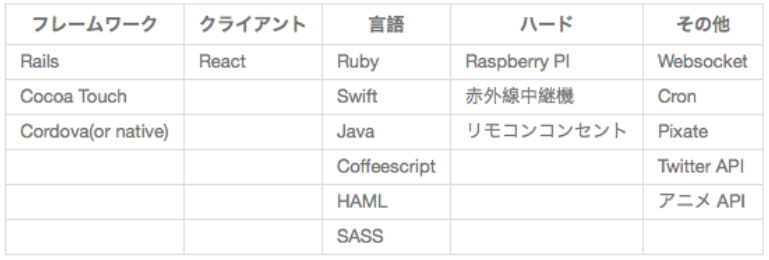 フレームワーク クライアント 言語 ハード その他
Rails React Ruby Raspberry PI Websocket
Cocoa Touch Swift 赤外線中継機 Cron
Cordova(or native) Java リモコンコンセント Pixate
Coffeescript Twitter API
HAML アニメ API
SASS